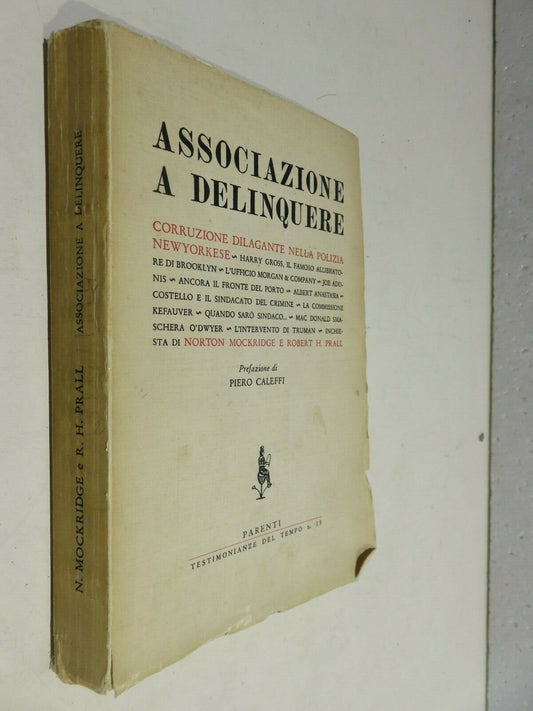 ASSOCIAZIONE
A DELINQUERE
CORRUZIONE DILAGANTE NELLA POLIZIA
NEWYORKESE ~ HARRY GROSS, IL FAMOSO ALLIBRATO-
RE DI BROOKLYN ~ L'UFFICIO MORGAN & COMPANY ~ JOE ADO-
NIS ~ ANCORA IL FRONTE DEL PORTO ~ ALBERT ANASTASIA ~
COSTELLO E IL SINDACATO DEL CRIMINE ~ LA COMMISSIONE
KEFAUVER ~ QUANDO SARÒ SINDACO... ~ MAC DONALD SMA-
SCHERA O'DWYER ~ L'INTERVENTO DI TRUMAN ~ INCHIE-
STA DI NORTON MOCKRIDGE E ROBERT H. PRALL
Prefazione di
PIERO CALEFFI
PARENTI
TESTIMONIANZE DEL TEMPO n. 19
N. MOCKRIDGE e R. H. PRALL ASSOCIAZIONE A DELINQUERE